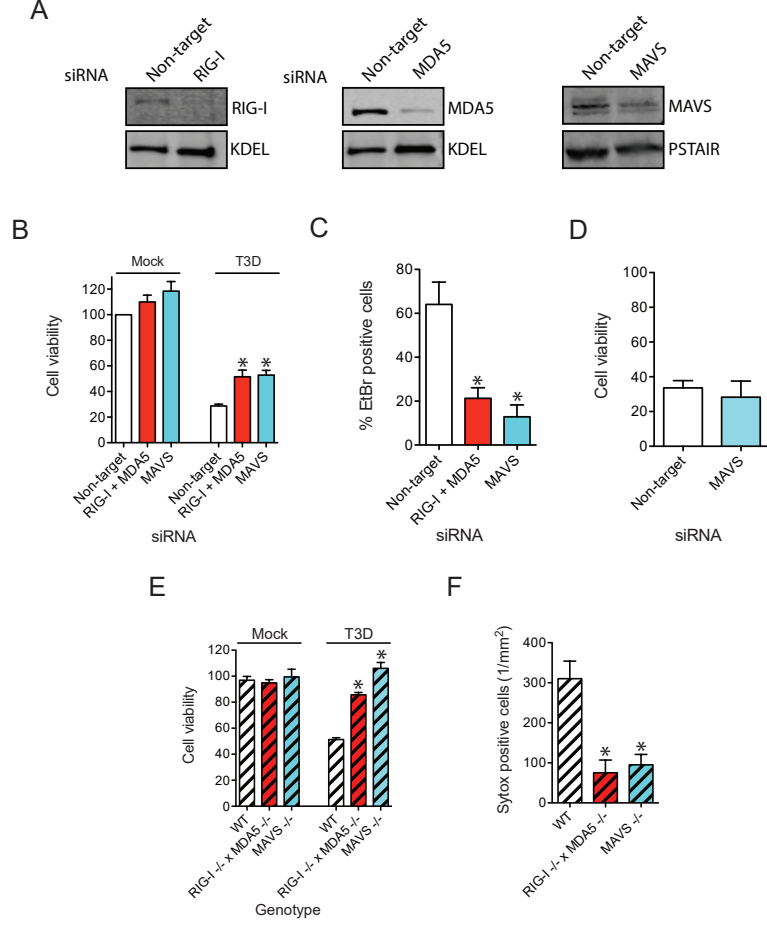 A
siRNA Non-target RIG-I
RIG-I
KDEL
siRNA Non-target MDA5
MDA5
KDEL
Non-target MAVS
MAVS
PSTAIR
B
Mock T3D
Cell viability
120
100
80
60
40
20
0
Non-target RIG-I + MDA5 MAVS Non-target RIG-I + MDA5 MAVS
* *
siRNA
C
% EtBr positive cells
80
60
40
20
0
* *
Non-target RIG-I + MDA5 MAVS
siRNA
D
Cell viability
100
80
60
40
20
0
Non-target MAVS
siRNA
E
Mock T3D
Cell viability
120
100
80
60
40
20
0
* *
WT RIG-I -/- x MDA5 -/- MAVS -/- WT RIG-I -/- x MDA5 -/- MAVS -/-
Genotype
F
Sytox positive cells (1/mm²)
400
300
200
100
0
* *
WT RIG-I -/- x MDA5 -/- MAVS -/-